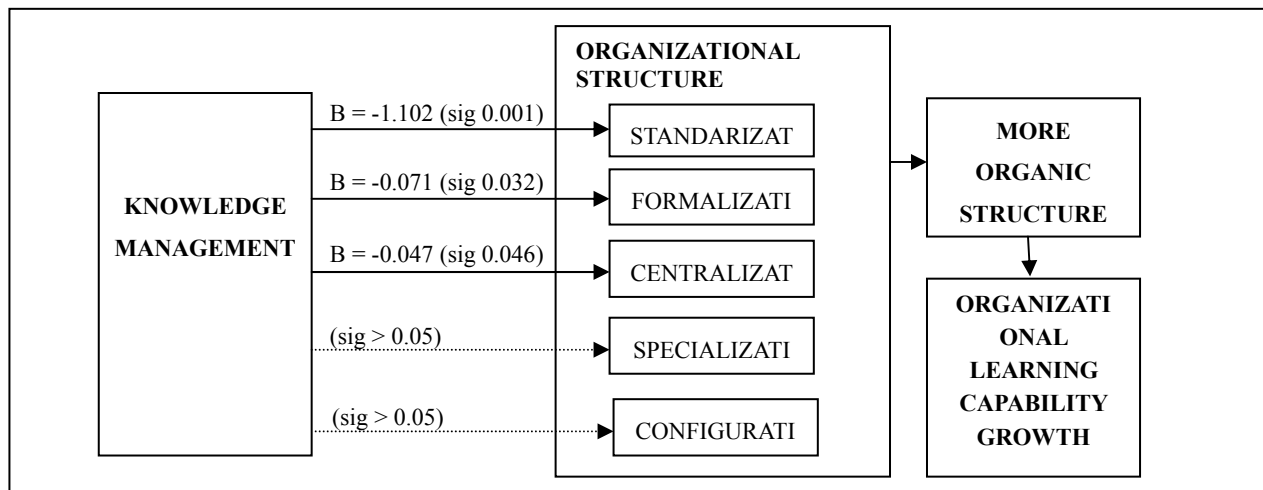 ORGANIZATIONAL
STRUCTURE
KNOWLEDGE
MANAGEMENT
B = -1.102 (sig 0.001)
B = -0.071 (sig 0.032)
B = -0.047 (sig 0.046)
(sig > 0.05)
(sig > 0.05)
STANDARIZAT
FORMALIZATI
CENTRALIZAT
SPECIALIZATI
CONFIGURATI
MORE
ORGANIC
STRUCTURE
ORGANIZATI
ONAL
LEARNING
CAPABILITY
GROWTH